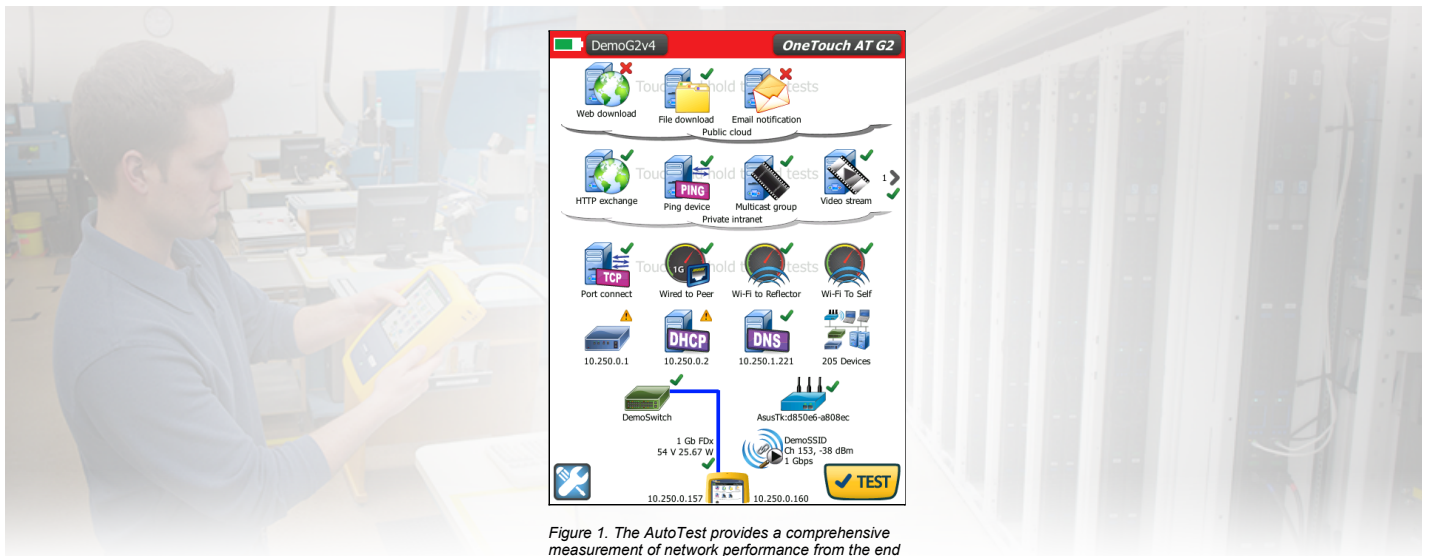 DemoG2v4
OneTouch AT G2
Web download
File download
Email notification
Public cloud
HTTP exchange
PING
Ping device
Multicast group
Video stream
1
Private intranet
TCP
Port connect
1G
Wired to Peer
Wi-Fi to Reflector
Wi-Fi To Self
10.250.0.1
DHCP
10.250.0.2
DNS
10.250.1.221
205 Devices
DemoSwitch
AsusTk:d850e6-a808ec
1 Gb FDx
54 V 25.67 W
DemoSSID
Ch 153, -38 dBm
1 Gbps
10.250.0.157
10.250.0.160
TEST
Figure 1. The AutoTest provides a comprehensive
measurement of network performance from the end